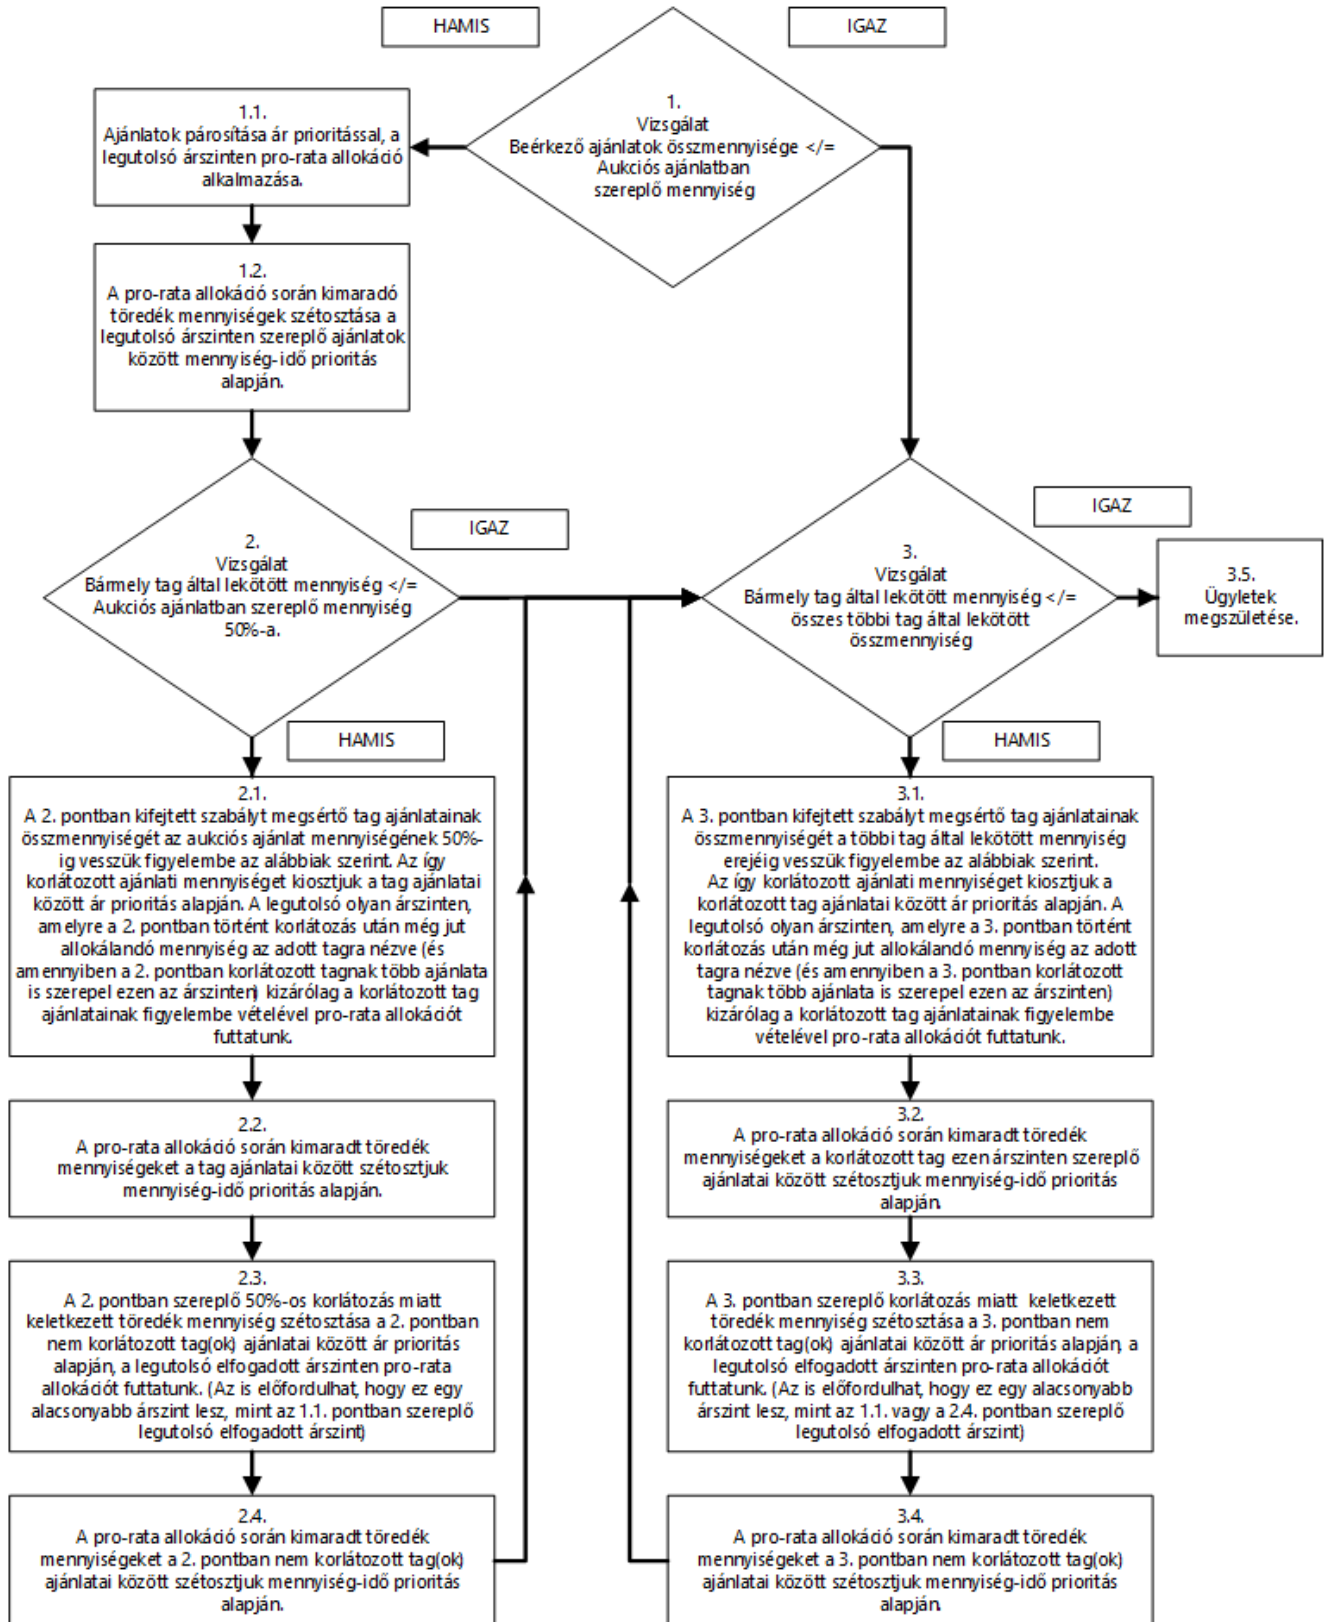 HAMIS
IGAZ
1.
Vizsgálat
Beérkező ajánlatok összmennyisége </=
Aukciós ajánlatban
szereplő mennyiség
1.1.
Ajánlatok párosítása ár prioritással, a
legutolsó árszinten pro-rata allokáció
alkalmazása.
1.2.
A pro-rata allokáció során kimaradó
töredék mennyiségek szétosztása a
legutolsó árszinten szereplő ajánlatok
között mennyiség-idő prioritás
alapján.
2.
Vizsgálat
Bármely tag által lekötött mennyiség </=
Aukciós ajánlatban szereplő mennyiség
50%-a.
IGAZ
HAMIS
3.
Vizsgálat
Bármely tag által lekötött mennyiség </=
összes többi tag által lekötött
összmennyiség
IGAZ
3.5.
Ügyletek
megszületése.
HAMIS
2.1.
A 2. pontban kifejtett szabályt megsértő tag ajánlatainak
összmennyiségét az aukciós ajánlat mennyiségének 50%-
ig vesszük figyelembe az alábbiak szerint. Az így
korlátozott ajánlati mennyiséget kiosztjuk a tag ajánlatai
között ár prioritás alapján. A legutolsó olyan árszinten,
amelyre a 2. pontban történt korlátozás után még jut
allokálandó mennyiség az adott tagra nézve (és
amennyiben a 2. pontban korlátozott tagnak több ajánlata
is szerepel ezen az árszinten) kizárólag a korlátozott tag
ajánlatainak figyelembe vételével pro-rata allokációt
futtatunk.
2.2.
A pro-rata allokáció során kimaradt töredék
mennyiségeket a tag ajánlatai között szétosztjuk
mennyiség-idő prioritás alapján.
2.3.
A 2. pontban szereplő 50%-os korlátozás miatt
keletkezett töredék mennyiség szétosztása a 2. pontban
nem korlátozott tag(ok) ajánlatai között ár prioritás
alapján, a legutolsó elfogadott árszinten pro-rata
allokációt futtatunk. (Az is előfordulhat, hogy ez egy
alacsonyabb árszint lesz, mint az 1.1. pontban szereplő
legutolsó elfogadott árszint)
2.4.
A pro-rata allokáció során kimaradt töredék
mennyiségeket a 2. pontban nem korlátozott tag(ok)
ajánlatai között szétosztjuk mennyiség-idő prioritás
alapján.
3.1.
A 3. pontban kifejtett szabályt megsértő tag ajánlatainak
összmennyiségét a többi tag által lekötött mennyiség
erejéig vesszük figyelembe az alábbiak szerint.
Az így korlátozott ajánlati mennyiséget kiosztjuk a
korlátozott tag ajánlatai között ár prioritás alapján. A
legutolsó olyan árszinten, amelyre a 3. pontban történt
korlátozás után még jut allokálandó mennyiség az adott
tagra nézve (és amennyiben a 3. pontban korlátozott
tagnak több ajánlata is szerepel ezen az árszinten)
kizárólag a korlátozott tag ajánlatainak figyelembe
vételével pro-rata allokációt futtatunk.
3.2.
A pro-rata allokáció során kimaradt töredék
mennyiségeket a korlátozott tag ezen árszinten szereplő
ajánlatai között szétosztjuk mennyiség-idő prioritás
alapján.
3.3.
A 3. pontban szereplő korlátozás miatt keletkezett
töredék mennyiség szétosztása a 3. pontban nem
korlátozott tag(ok) ajánlatai között ár prioritás alapján, a
legutolsó elfogadott árszinten pro-rata allokációt
futtatunk. (Az is előfordulhat, hogy ez egy alacsonyabb
árszint lesz, mint az 1.1. vagy a 2.4. pontban szereplő
legutolsó elfogadott árszint)
3.4.
A pro-rata allokáció során kimaradt töredék
mennyiségeket a 3. pontban nem korlátozott tag(ok)
ajánlatai között szétosztjuk mennyiség-idő prioritás
alapján.